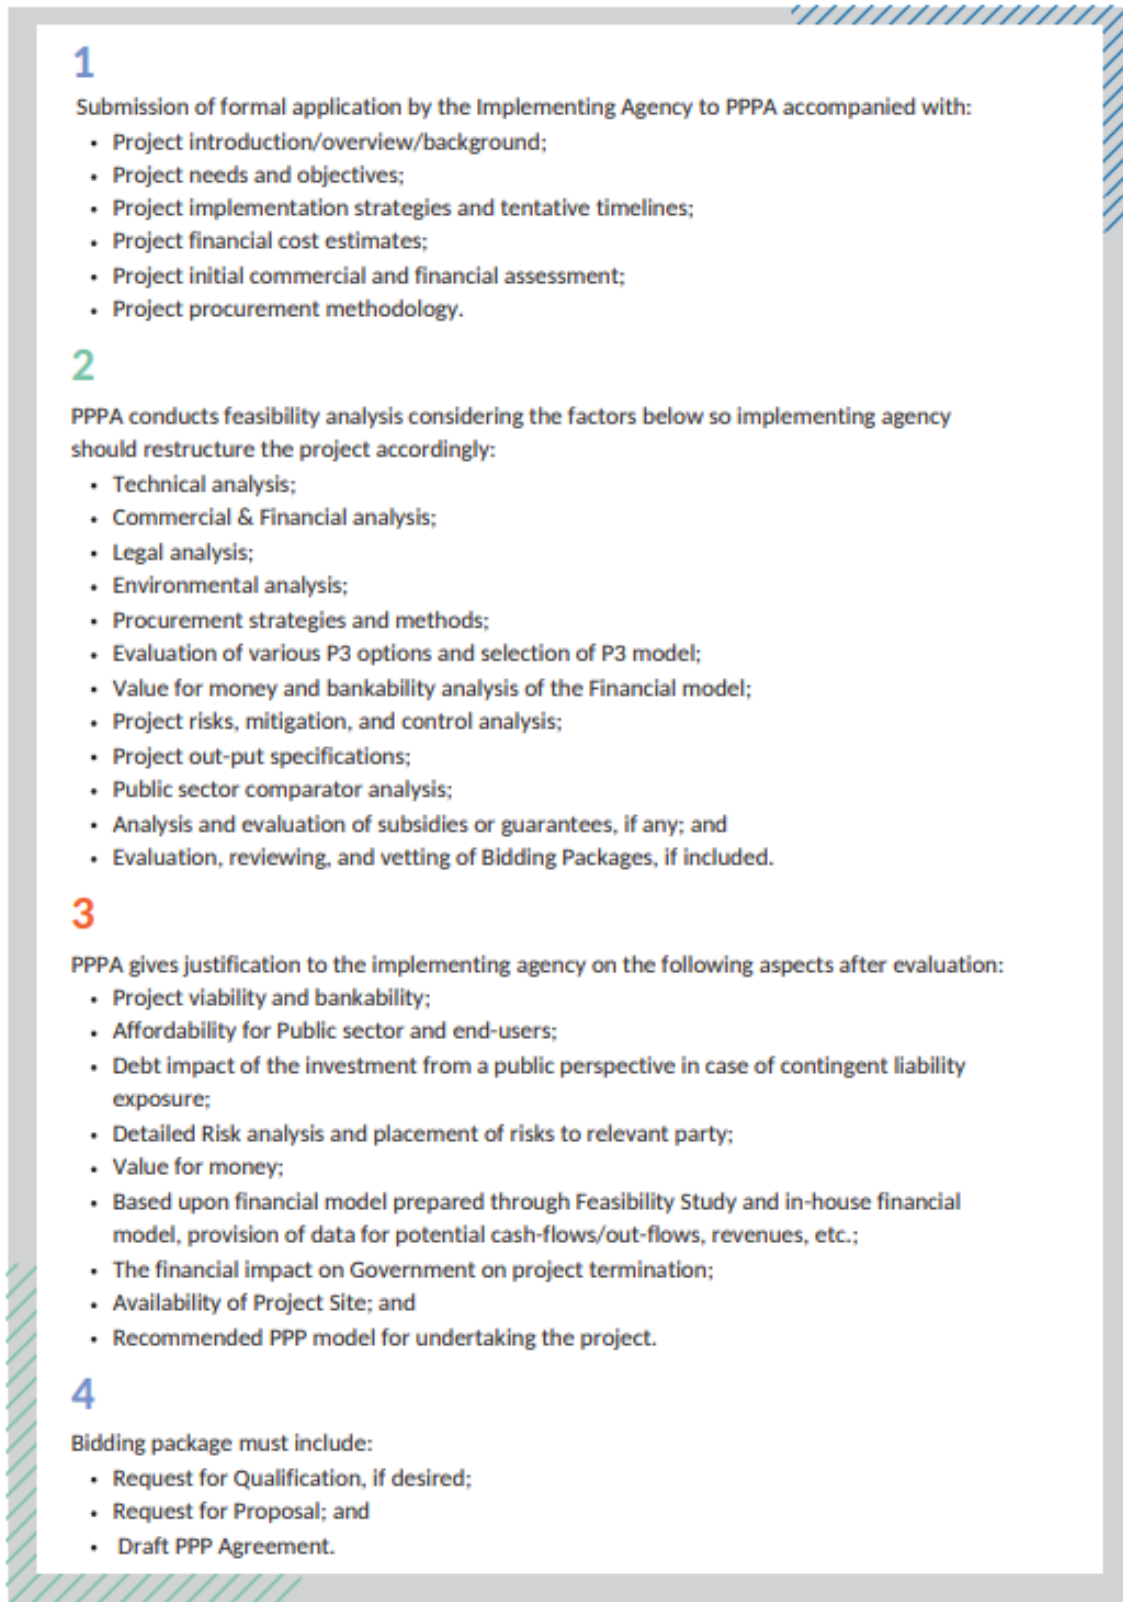 1
Submission of formal application by the Implementing Agency to PPPA accompanied with:
• Project introduction/overview/background;
• Project needs and objectives;
• Project implementation strategies and tentative timelines;
• Project financial cost estimates;
• Project initial commercial and financial assessment;
• Project procurement methodology.
2
PPPA conducts feasibility analysis considering the factors below so implementing agency
should restructure the project accordingly:
• Technical analysis;
• Commercial & Financial analysis;
• Legal analysis;
• Environmental analysis;
• Procurement strategies and methods;
• Evaluation of various P3 options and selection of P3 model;
• Value for money and bankability analysis of the Financial model;
• Project risks, mitigation, and control analysis;
• Project out-put specifications;
• Public sector comparator analysis;
• Analysis and evaluation of subsidies or guarantees, if any; and
• Evaluation, reviewing, and vetting of Bidding Packages, if included.
3
PPPA gives justification to the implementing agency on the following aspects after evaluation:
• Project viability and bankability;
• Affordability for Public sector and end-users;
• Debt impact of the investment from a public perspective in case of contingent liability
exposure;
• Detailed Risk analysis and placement of risks to relevant party;
• Value for money;
• Based upon financial model prepared through Feasibility Study and in-house financial
model, provision of data for potential cash-flows/out-flows, revenues, etc.;
• The financial impact on Government on project termination;
• Availability of Project Site; and
• Recommended PPP model for undertaking the project.
4
Bidding package must include:
• Request for Qualification, if desired;
• Request for Proposal; and
• Draft PPP Agreement.